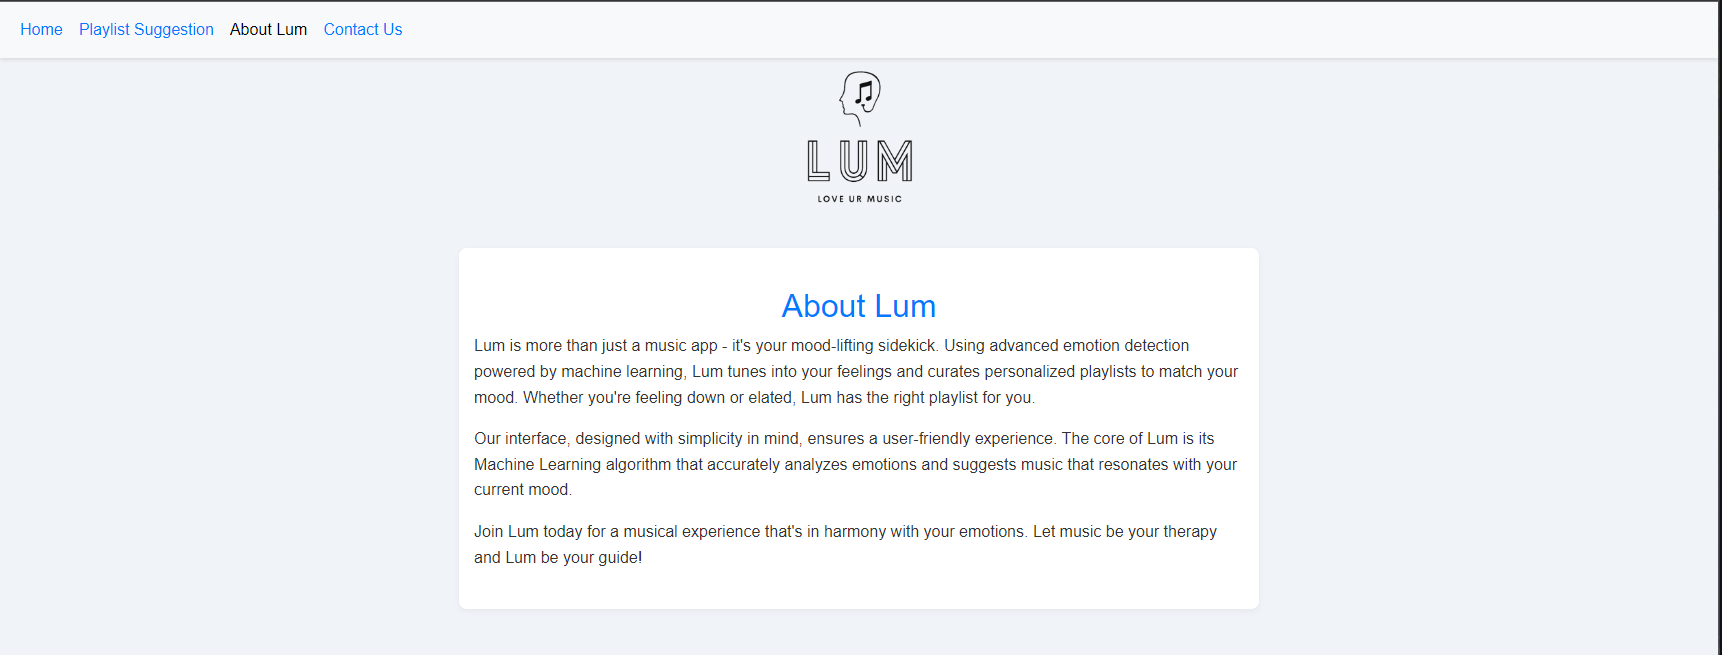 Home Playlist Suggestion About Lum Contact Us
LUM
LOVE UR MUSIC
About Lum
Lum is more than just a music app - it's your mood-lifting sidekick. Using advanced emotion detection
powered by machine learning, Lum tunes into your feelings and curates personalized playlists to match your
mood. Whether you're feeling down or elated, Lum has the right playlist for you.
Our interface, designed with simplicity in mind, ensures a user-friendly experience. The core of Lum is its
Machine Learning algorithm that accurately analyzes emotions and suggests music that resonates with your
current mood.
Join Lum today for a musical experience that's in harmony with your emotions. Let music be your therapy
and Lum be your guide!